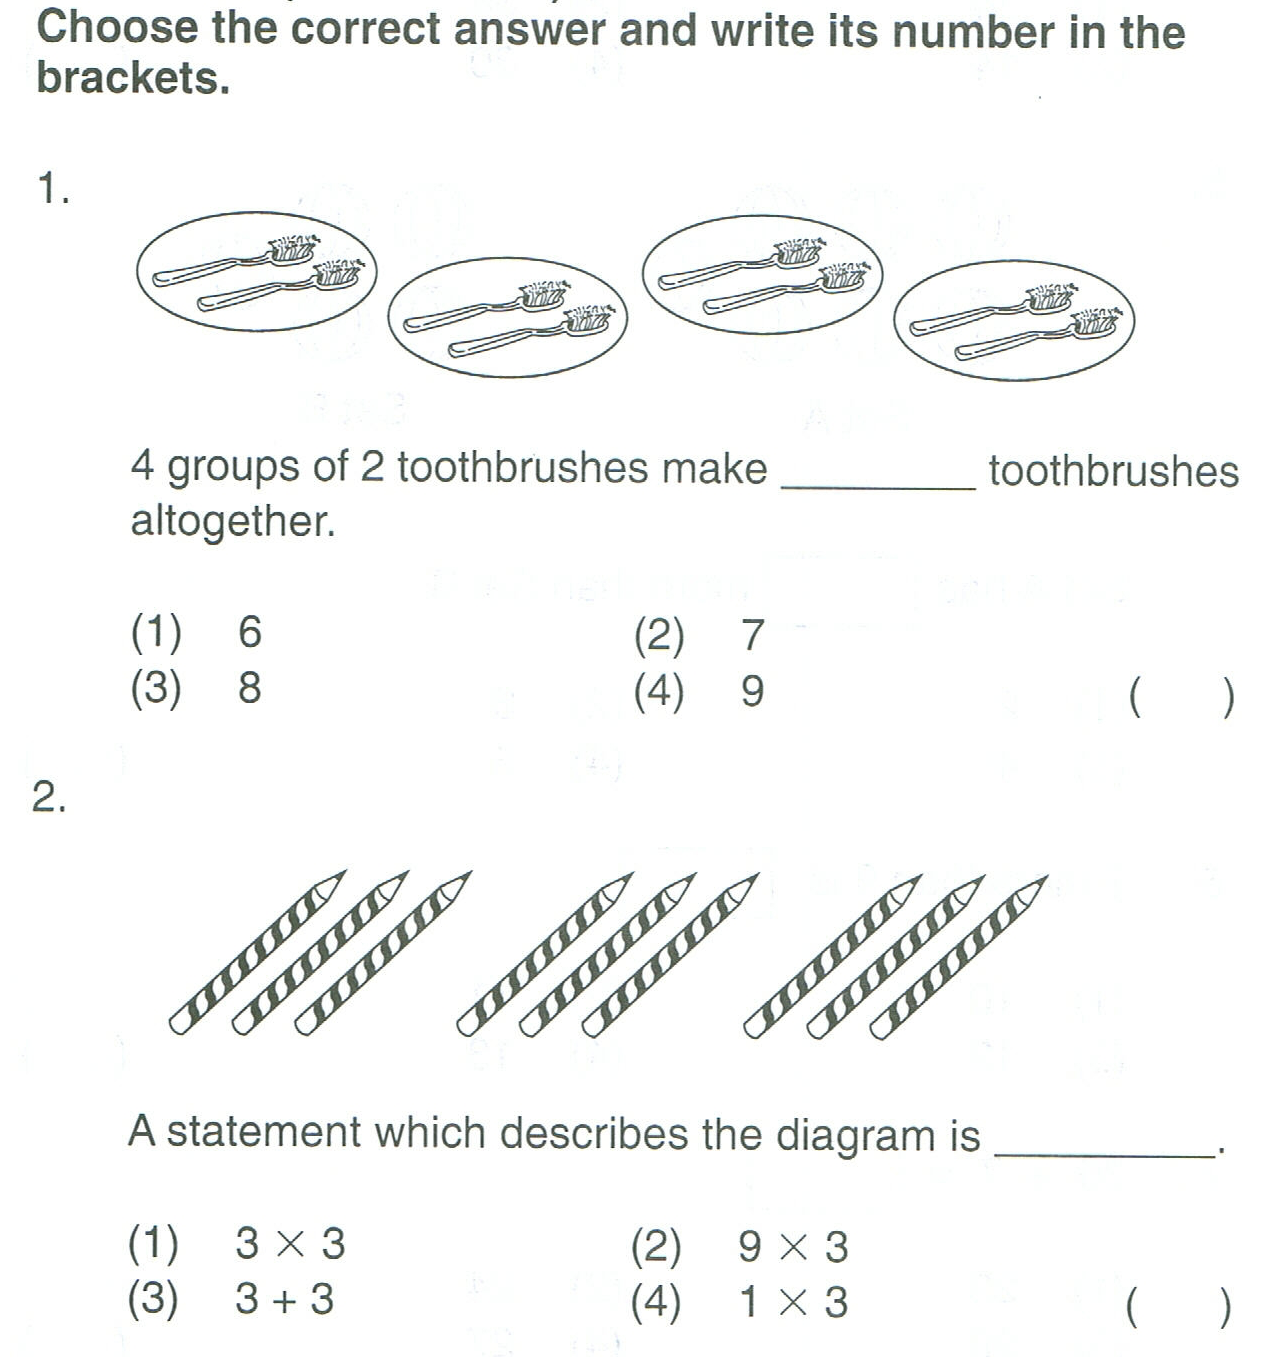 Choose the correct answer and write its number in the
brackets.
1.
4 groups of 2 toothbrushes make ________ toothbrushes
altogether.
(1) 6 (2) 7
(3) 8 (4) 9 ( )
2.
A statement which describes the diagram is _________.
(1) 3 × 3 (2) 9 × 3
(3) 3 + 3 (4) 1 × 3 ( )